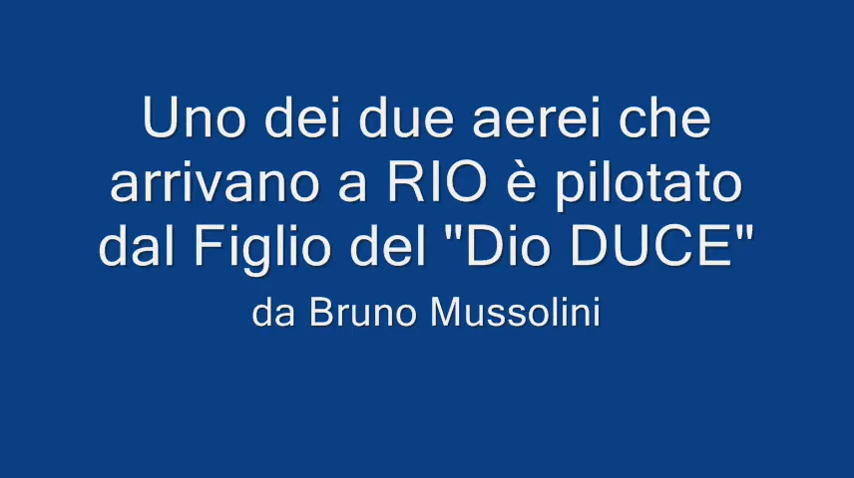 Uno dei due aerei che
arrivano a RIO è pilotato
dal Figlio del "Dio DUCE"
da Bruno Mussolini